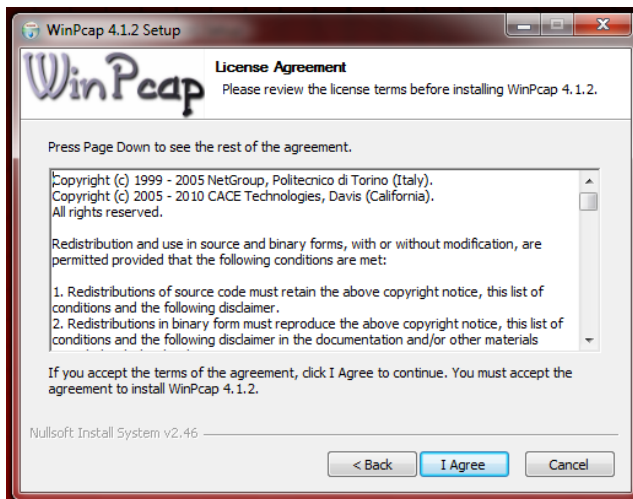 WinPcap 4.1.2 Setup
WinPcap
License Agreement
Please review the license terms before installing WinPcap 4.1.2.
Press Page Down to see the rest of the agreement.
Copyright (c) 1999 - 2005 NetGroup, Politecnico di Torino (Italy).
Copyright (c) 2005 - 2010 CACE Technologies, Davis (California).
All rights reserved.
Redistribution and use in source and binary forms, with or without modification, are
permitted provided that the following conditions are met:
1. Redistributions of source code must retain the above copyright notice, this list of
conditions and the following disclaimer.
2. Redistributions in binary form must reproduce the above copyright notice, this list of
conditions and the following disclaimer in the documentation and/or other materials
If you accept the terms of the agreement, click I Agree to continue. You must accept the
agreement to install WinPcap 4.1.2.
Nullsoft Install System v2.46
< Back
I Agree
Cancel